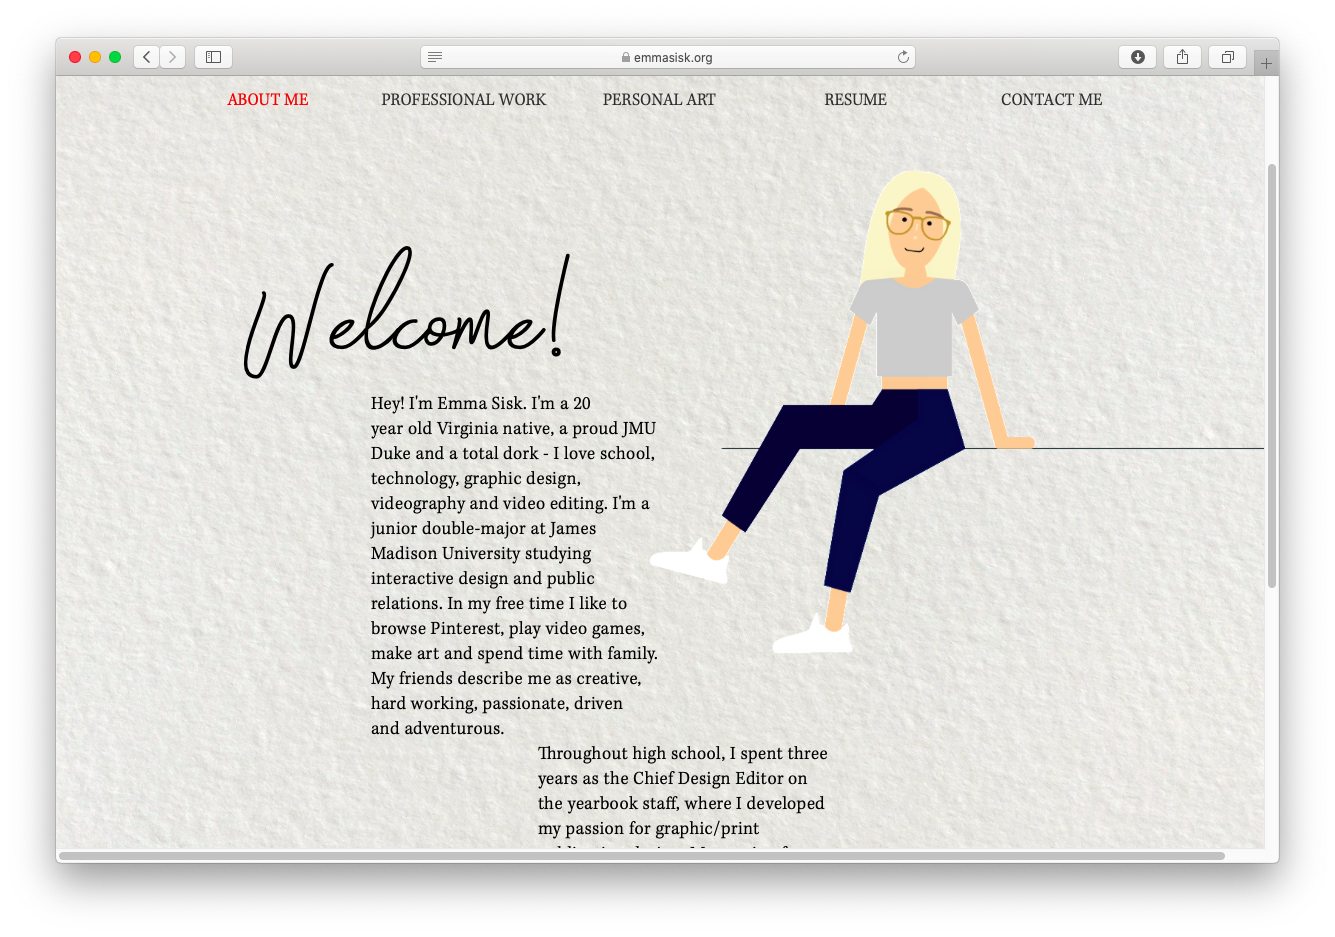 emmasisk.org
ABOUT ME PROFESSIONAL WORK PERSONAL ART RESUME CONTACT ME
Welcome!
Hey! I'm Emma Sisk. I'm a 20
year old Virginia native, a proud JMU
Duke and a total dork - I love school,
technology, graphic design,
videography and video editing. I'm a
junior double-major at James
Madison University studying
interactive design and public
relations. In my free time I like to
browse Pinterest, play video games,
make art and spend time with family.
My friends describe me as creative,
hard working, passionate, driven
and adventurous.
Throughout high school, I spent three
years as the Chief Design Editor on
the yearbook staff, where I developed
my passion for graphic/print